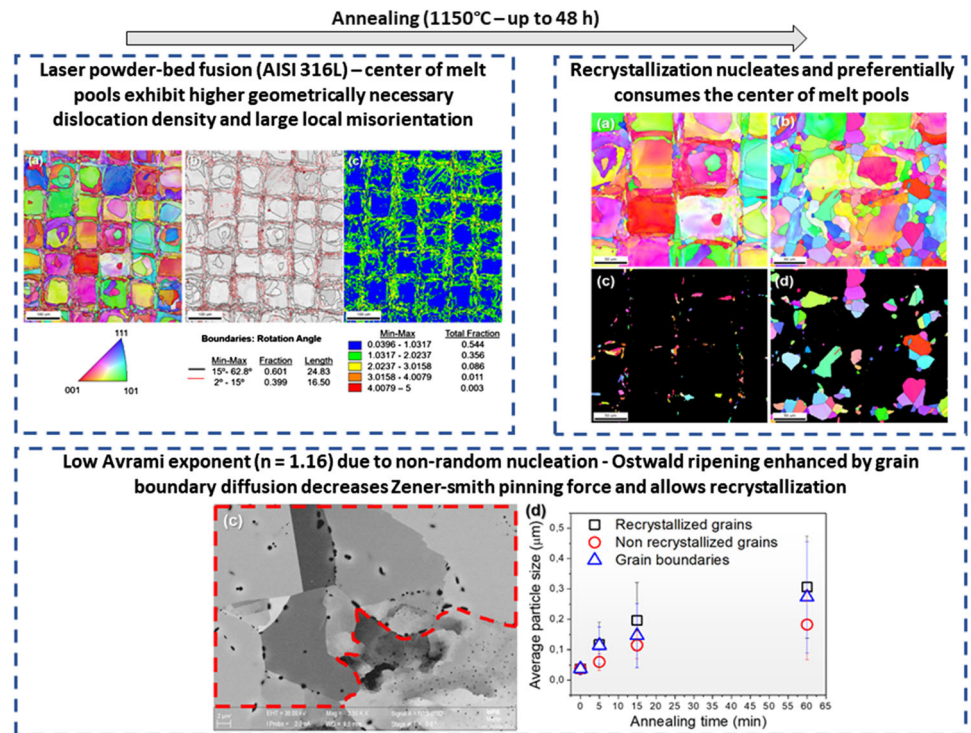 Annealing (1150°C – up to 48 h)
Laser powder-bed fusion (AISI 316L) – center of melt
pools exhibit higher geometrically necessary
dislocation density and large local misorientation
(a)
(b)
(c)
111
001
101
Boundaries: Rotation Angle
Min-Max Fraction Length
15° - 62.8° 0.601 24.83
2° - 15° 0.399 16.50
Min-Max Total Fraction
0.0396 - 1.0317 0.544
1.0317 - 2.0237 0.356
2.0237 - 3.0158 0.086
3.0158 - 4.0079 0.011
4.0079 ~ 5 0.003
Recrystallization nucleates and preferentially
consumes the center of melt pools
(a)
(b)
(c)
(d)
Low Avrami exponent (n = 1.16) due to non-random nucleation - Ostwald ripening enhanced by grain
boundary diffusion decreases Zener-smith pinning force and allows recrystallization
(c)
2 µm
(d)
Recrystallized grains
Non recrystallized grains
Grain boundaries
Average particle size (µm)
0,5
0,4
0,3
0,2
0,1
0,0
0 5 10 15 20 25 30 35 40 45 50 55 60 65
Annealing time (min)